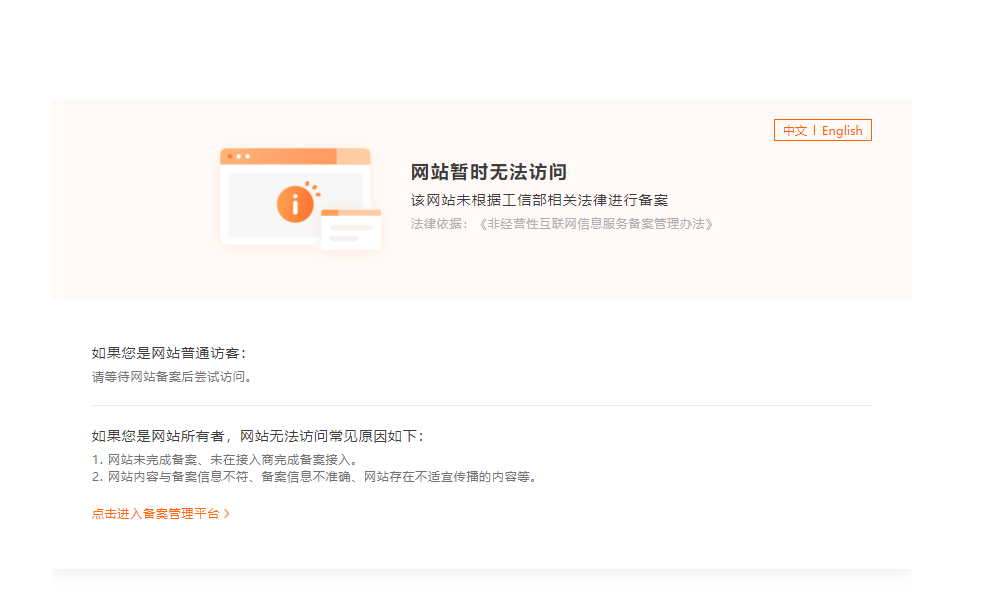 中文 | English
网站暂时无法访问
该网站未根据工信部相关法律进行备案
法律依据：《非经营性互联网信息服务备案管理办法》
如果您是网站普通访客：
请等待网站备案后尝试访问。
如果您是网站所有者，网站无法访问常见原因如下：
1. 网站未完成备案、未在接入商完成备案接入。
2. 网站内容与备案信息不符、备案信息不准确、网站存在不适宜传播的内容等。
点击进入备案管理平台 >